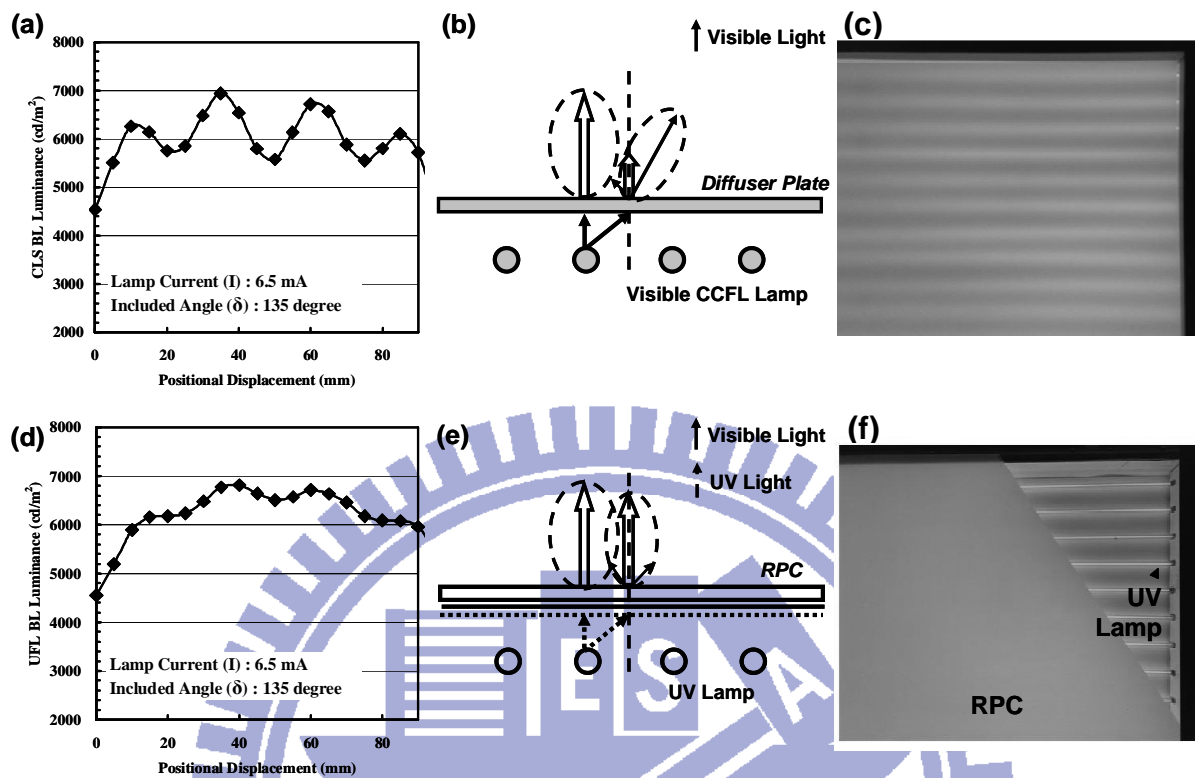 (a)
8000
7000
6000
5000
4000
3000
2000
CLS BL Luminance (cd/m²)
Lamp Current (I) : 6.5 mA
Included Angle (δ) : 135 degree
0 20 40 60 80
Positional Displacement (mm)
(b)
Visible Light
Diffuser Plate
Visible CCFL Lamp
(c)
(d)
8000
7000
6000
5000
4000
3000
2000
UFL BL Luminance (cd/m²)
Lamp Current (I) : 6.5 mA
Included Angle (δ) : 135 degree
0 20 40 60 80
Positional Displacement (mm)
(e)
Visible Light
UV Light
RPC
UV Lamp
ESA
(f)
UV
Lamp
RPC